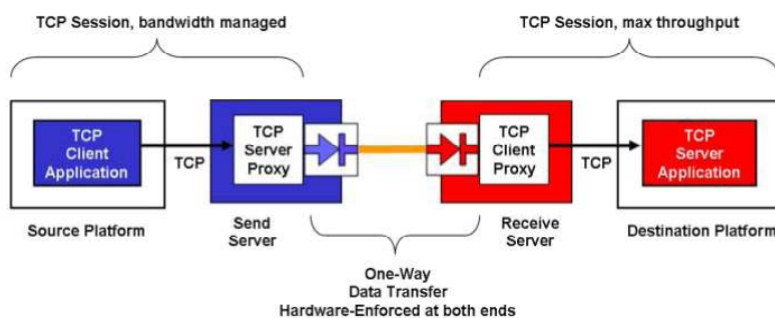 TCP Session, bandwidth managed
TCP Session, max throughput
TCP
Client
Application
TCP
TCP
Server
Proxy
TCP
Client
Proxy
TCP
TCP
Server
Application
Source Platform
Send
Server
Receive
Server
Destination Platform
One-Way
Data Transfer
Hardware-Enforced at both ends